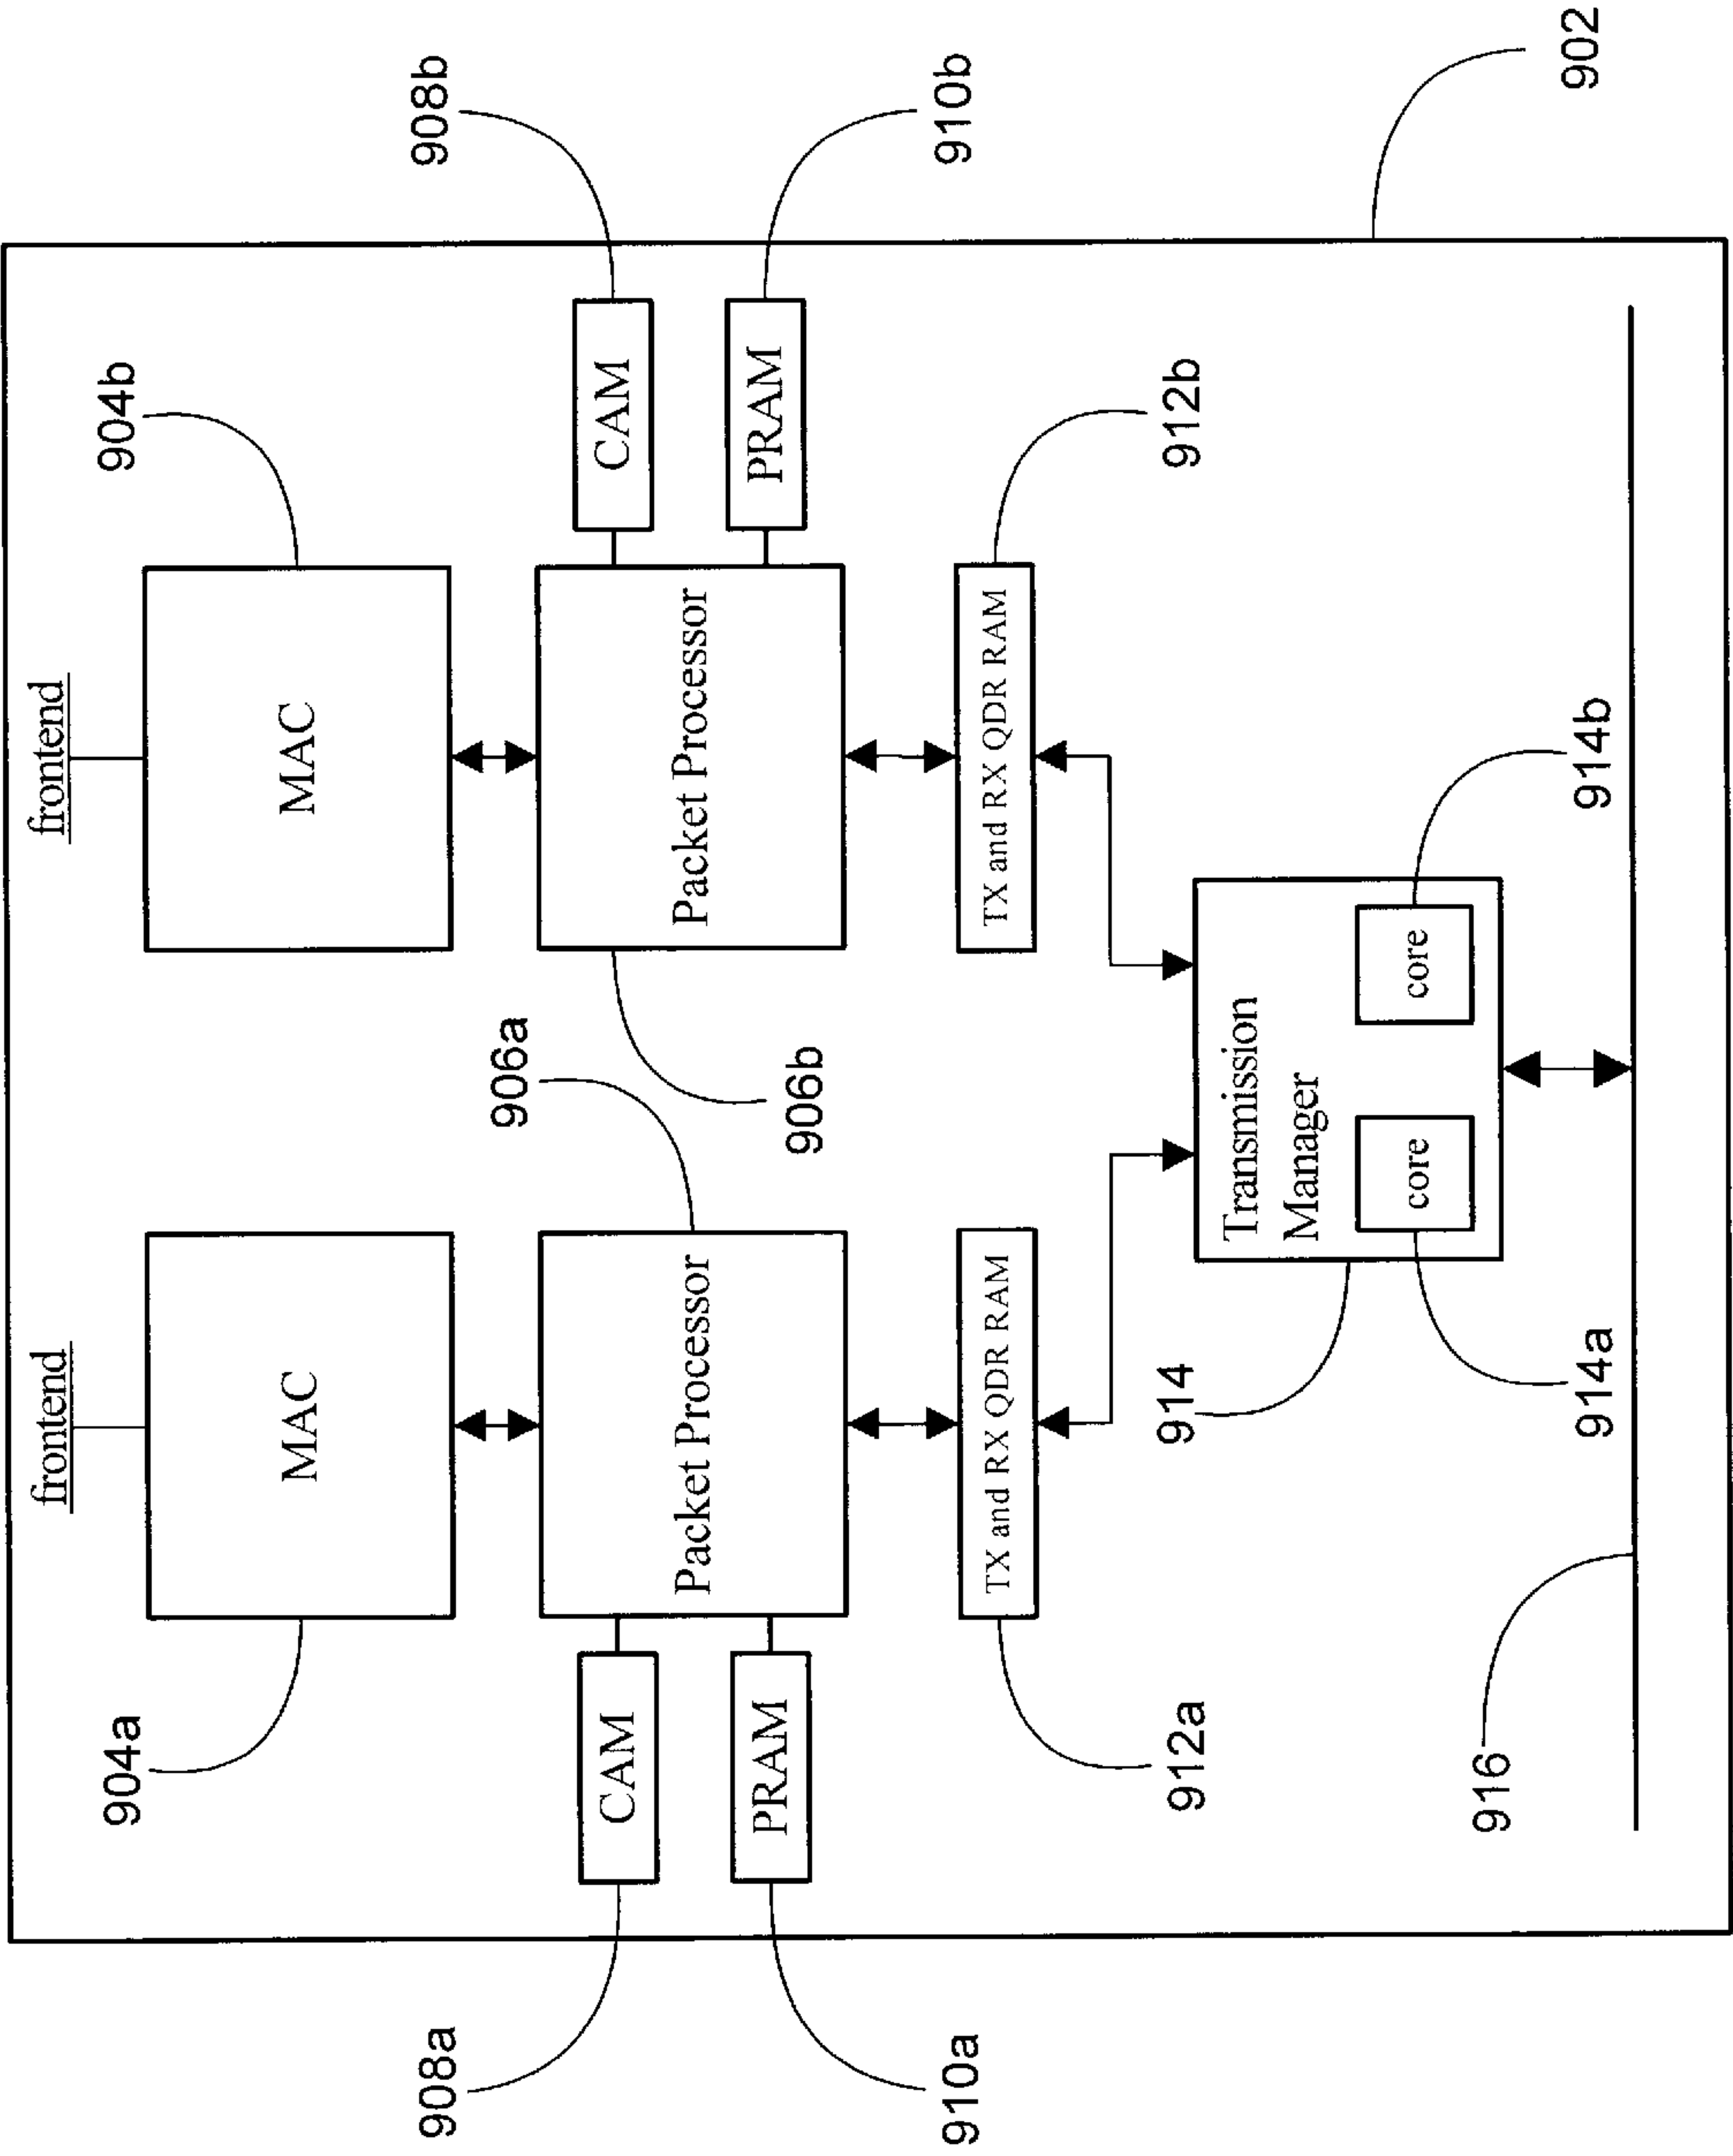 frontend
frontend
904a
MAC
MAC
904b
908a
CAM
Packet Processor
906a
Packet Processor
CAM
908b
910a
PRAM
906b
PRAM
910b
912a
TX and RX QDR RAM
TX and RX QDR RAM
912b
914
Transmission
Manager
core
core
914a
914b
916
902